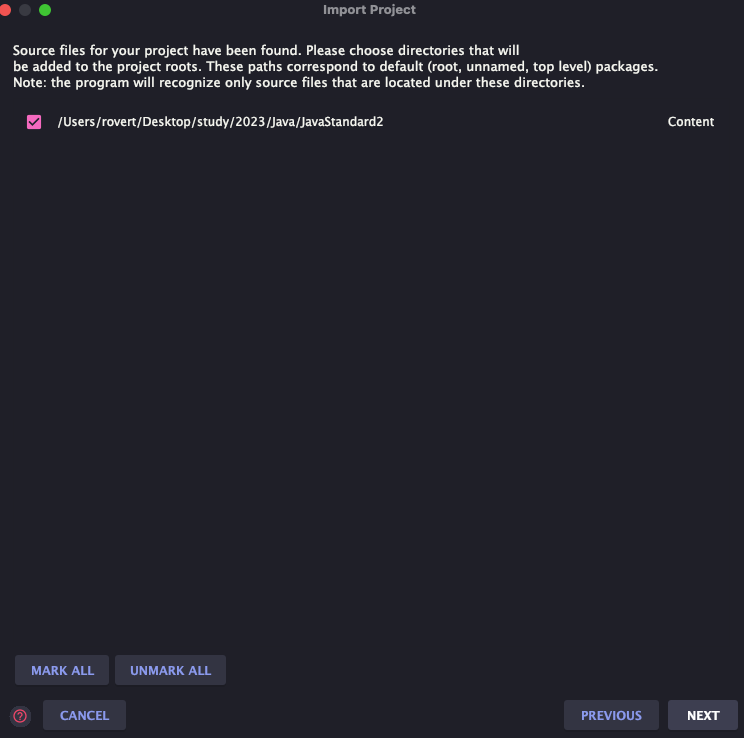 Import Project
Source files for your project have been found. Please choose directories that will
be added to the project roots. These paths correspond to default (root, unnamed, top level) packages.
Note: the program will recognize only source files that are located under these directories.
/Users/rovert/Desktop/study/2023/Java/JavaStandard2 Content
MARK ALL UNMARK ALL
? CANCEL PREVIOUS NEXT